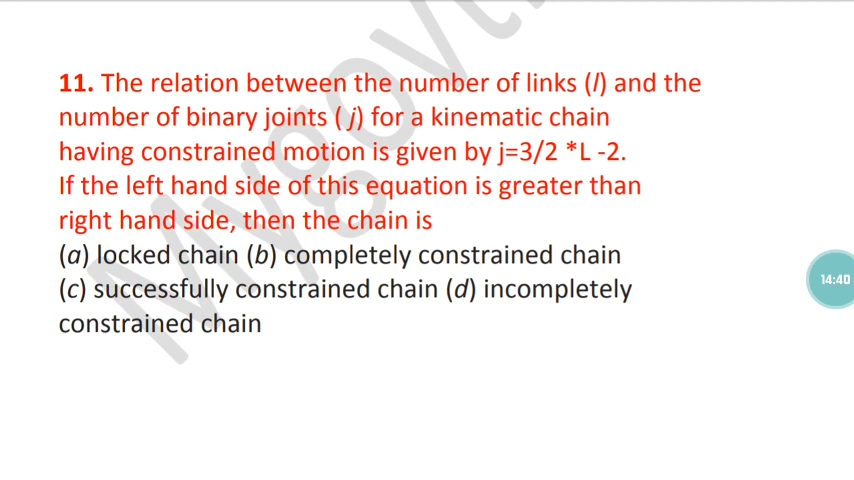 11. The relation between the number of links (l) and the
number of binary joints ( j) for a kinematic chain
having constrained motion is given by j=3/2 *L -2.
If the left hand side of this equation is greater than
right hand side, then the chain is
(a) locked chain (b) completely constrained chain
(c) successfully constrained chain (d) incompletely
constrained chain
14:40